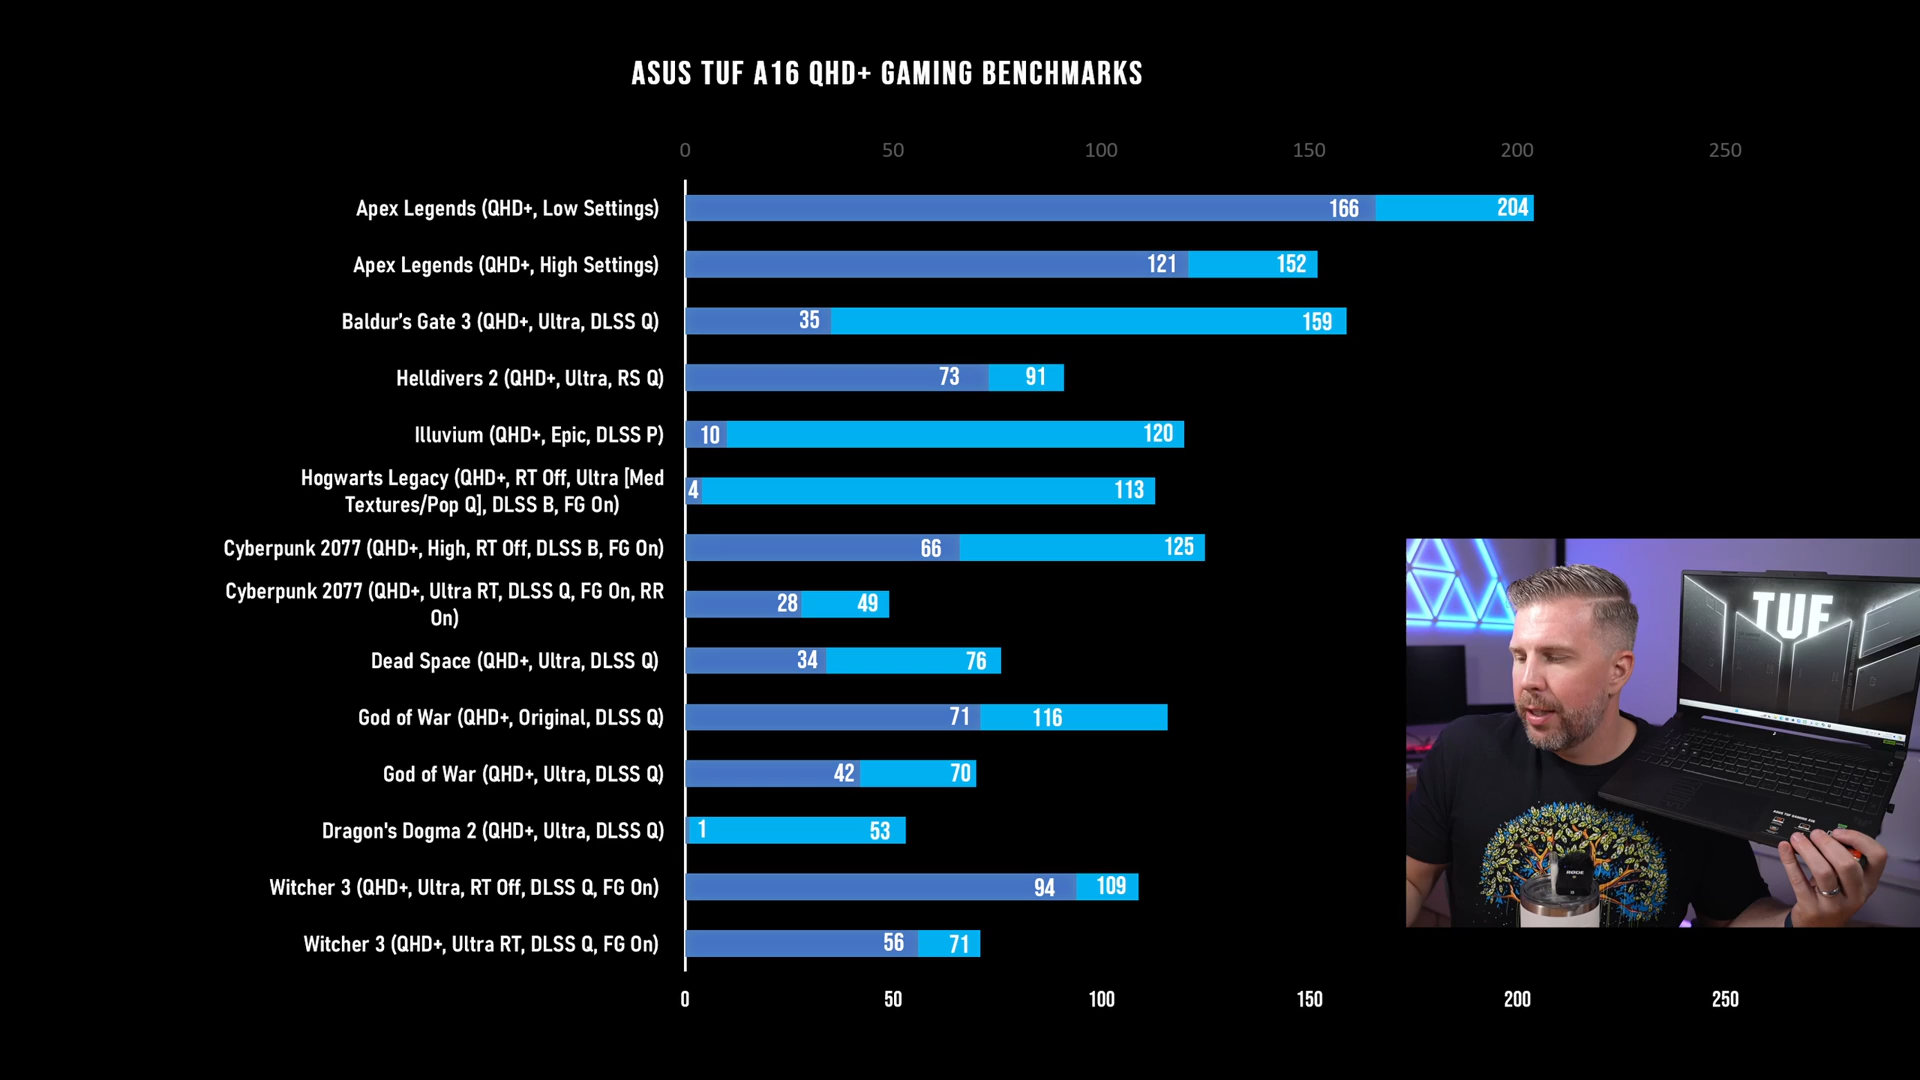 ASUS TUF A16 QHD+ GAMING BENCHMARKS
0 50 100 150 200 250
Apex Legends (QHD+, Low Settings) 166 204
Apex Legends (QHD+, High Settings) 121 152
Baldur’s Gate 3 (QHD+, Ultra, DLSS Q) 35 159
Helldivers 2 (QHD+, Ultra, RS Q) 73 91
Illuvium (QHD+, Epic, DLSS P) 10 120
Hogwarts Legacy (QHD+, RT Off, Ultra [Med
Textures/Pop Q], DLSS B, FG On) 4 113
Cyberpunk 2077 (QHD+, High, RT Off, DLSS B, FG On) 66 125
Cyberpunk 2077 (QHD+, Ultra RT, DLSS Q, FG On, RR
On) 28 49
Dead Space (QHD+, Ultra, DLSS Q) 34 76
God of War (QHD+, Original, DLSS Q) 71 116
God of War (QHD+, Ultra, DLSS Q) 42 70
Dragon's Dogma 2 (QHD+, Ultra, DLSS Q) 1 53
Witcher 3 (QHD+, Ultra, RT Off, DLSS Q, FG On) 94 109
Witcher 3 (QHD+, Ultra RT, DLSS Q, FG On) 56 71
0 50 100 150 200 250
TUF
ASUS TUF GAMING A16
RØDE